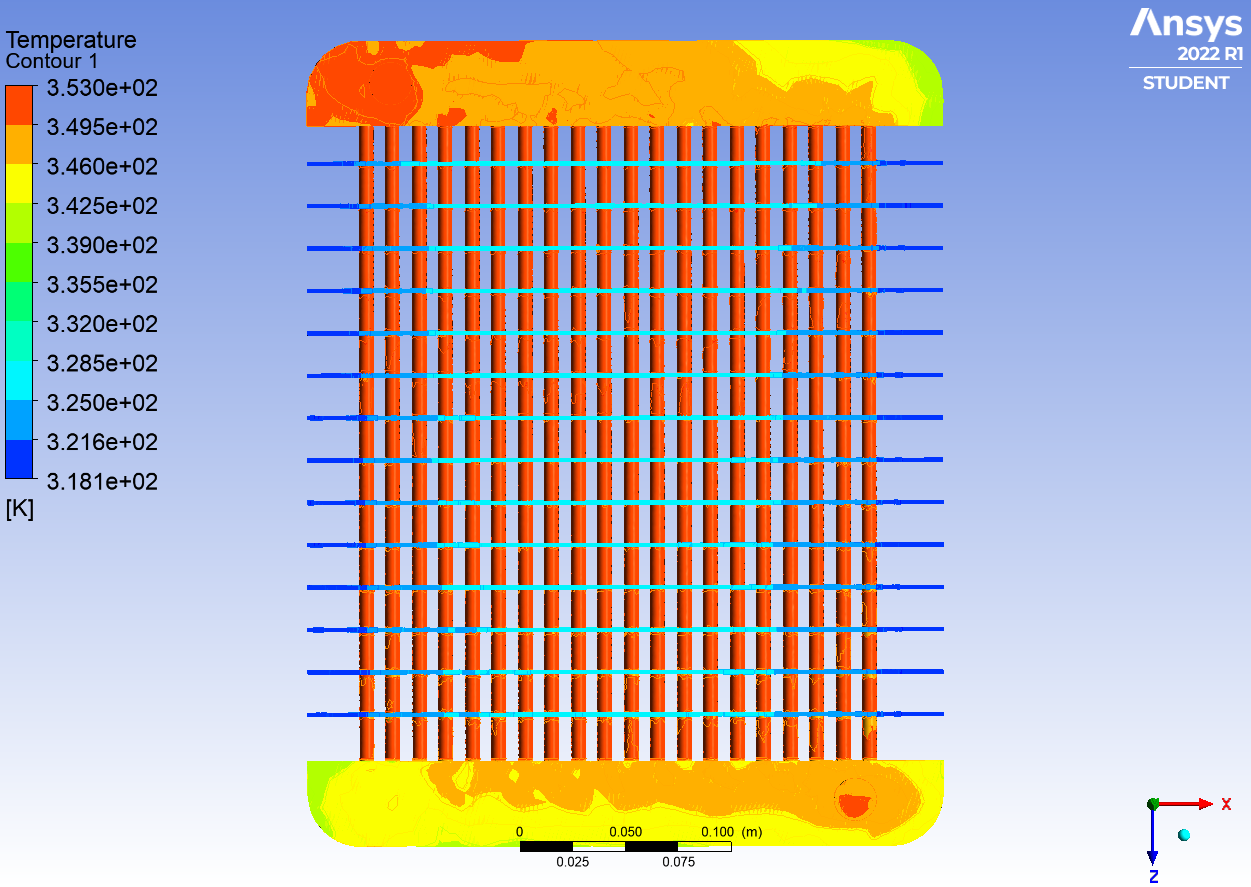 Temperature
Contour 1
3.530e+02
3.495e+02
3.460e+02
3.425e+02
3.390e+02
3.355e+02
3.320e+02
3.285e+02
3.250e+02
3.216e+02
3.181e+02
[K]
Ansys
2022 R1
STUDENT
0 0.050 0.100 (m)
0.025 0.075
X
Z